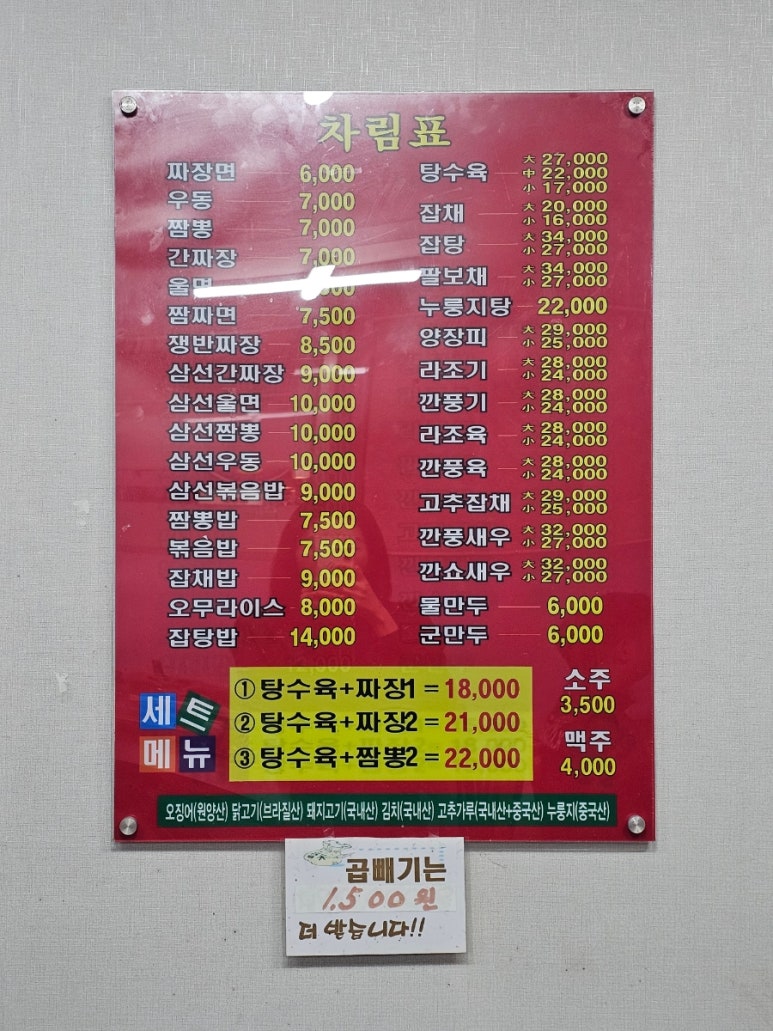 차림표
짜장면 6,000
우동 7,000
짬뽕 7,000
간짜장 7,000
울면
짬짜면 7,500
쟁반짜장 8,500
삼선간짜장 9,000
삼선울면 10,000
삼선짬뽕 10,000
삼선우동 10,000
삼선볶음밥 9,000
짬뽕밥 7,500
볶음밥 7,500
잡채밥 9,000
오무라이스 8,000
잡탕밥 14,000
탕수육 大 27,000
中 22,000
小 17,000
잡채 大 20,000
小 16,000
잡탕 大 34,000
小 27,000
팔보채 大 34,000
小 27,000
누룽지탕 22,000
양장피 大 29,000
小 25,000
라조기 大 28,000
小 24,000
깐풍기 大 28,000
小 24,000
라조육 大 28,000
小 24,000
깐풍육 大 28,000
小 24,000
고추잡채 大 29,000
小 25,000
깐풍새우 大 32,000
小 27,000
깐쇼새우 大 32,000
小 27,000
물만두 6,000
군만두 6,000
세트
메뉴
① 탕수육+짜장1 = 18,000
② 탕수육+짜장2 = 21,000
③ 탕수육+짬뽕2 = 22,000
소주
3,500
맥주
4,000
오징어(원양산) 닭고기(브라질산) 돼지고기(국내산) 김치(국내산) 고추가루(국내산+중국산) 누룽지(중국산)
곱빼기는
1,500원
더 받습니다!!